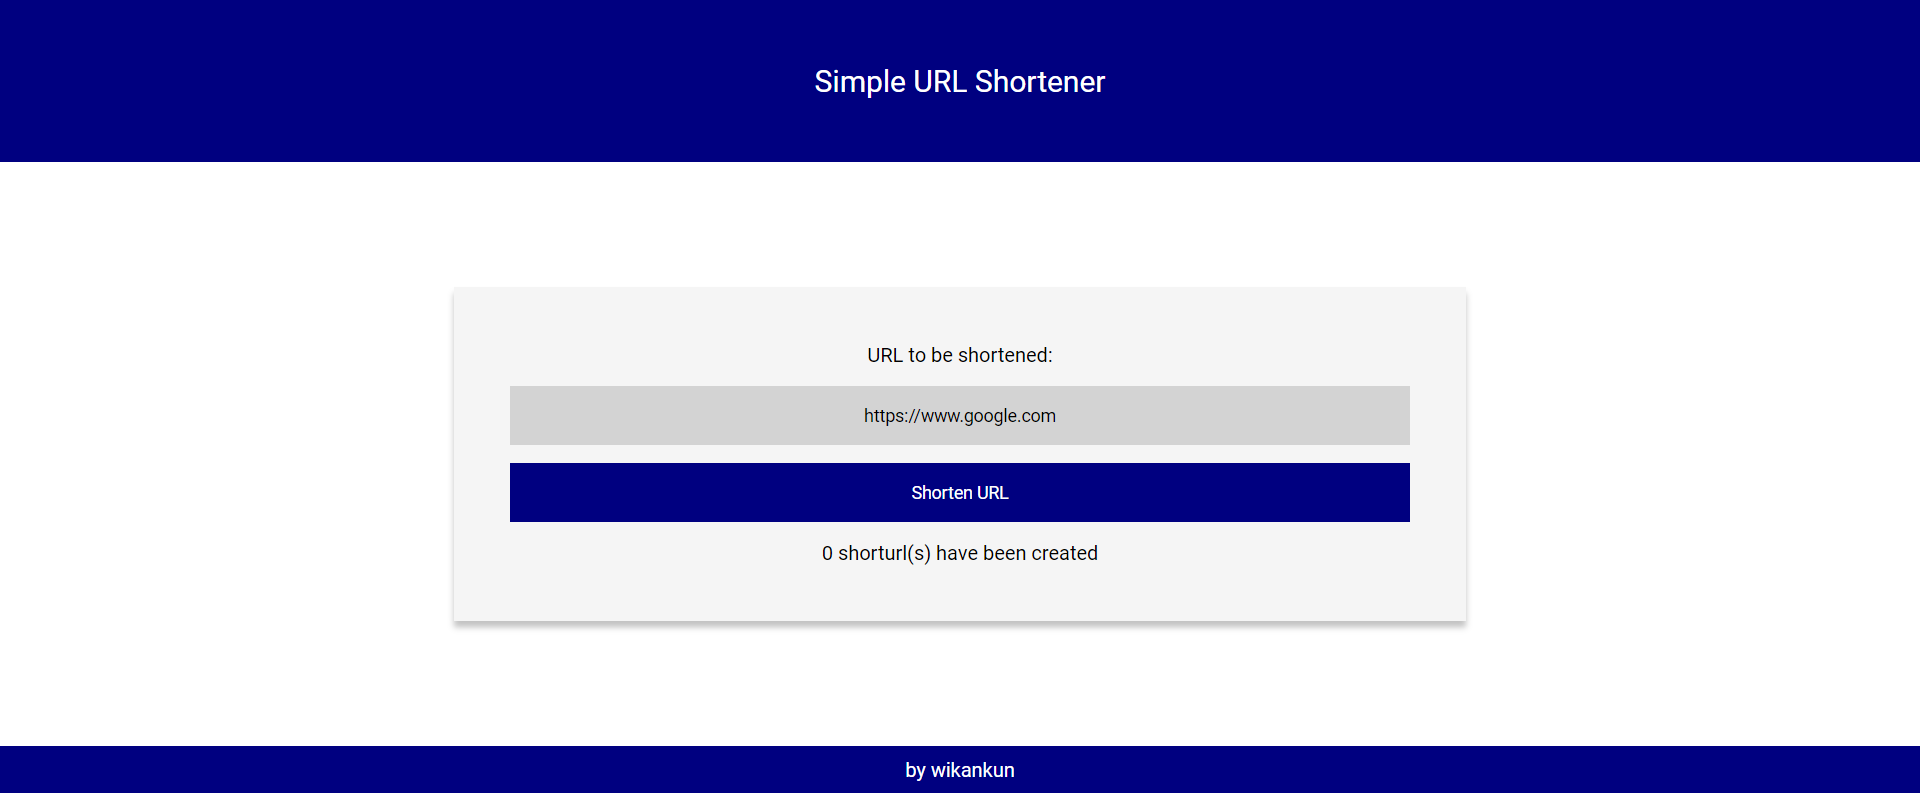 Simple URL Shortener
URL to be shortened:
https://www.google.com
Shorten URL
0 shorturl(s) have been created
by wikankun